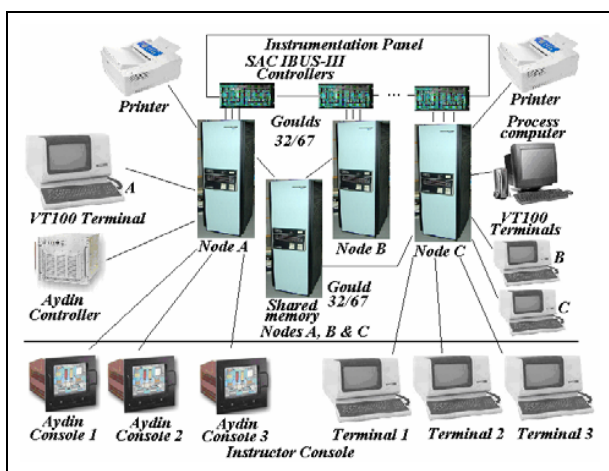 Instrumentation Panel
SAC IBUS-III
Controllers
...
Printer
Printer
Goulds
32/67
Process
computer
A
VT100 Terminal
VT100
Terminals
Node A
Node B
Node C
B
Aydin
Controller
Gould
32/67
C
Shared
memory
Nodes A, B & C
Aydin
Console 1
Aydin
Console 2
Aydin
Console 3
Terminal 1
Terminal 2
Terminal 3
Instructor Console